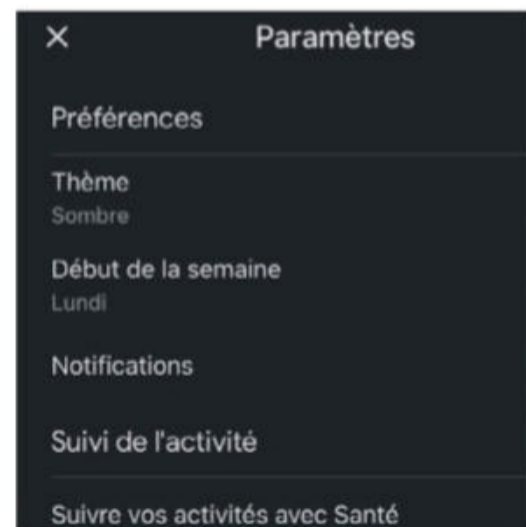 Paramètres
Préférences
Thème
Sombre
Début de la semaine
Lundi
Notifications
Suivi de l'activité
Suivre vos activités avec Santé